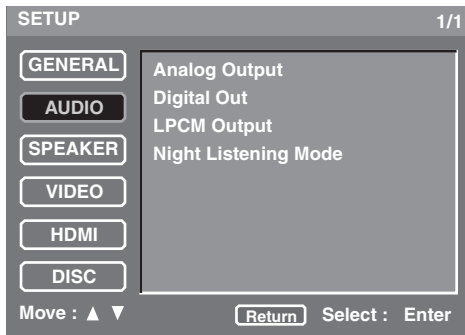 SETUP 1/1
GENERAL
AUDIO
SPEAKER
VIDEO
HDMI
DISC
Analog Output
Digital Out
LPCM Output
Night Listening Mode
Move : ▲ ▼ Return Select : Enter